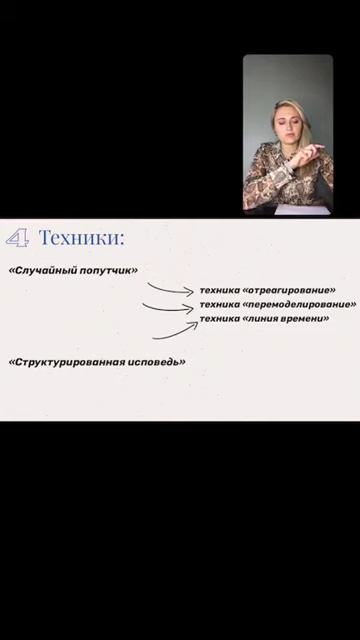 4 Техники:
«Случайный попутчик»
техника «отреагирование»
техника «перемоделирование»
техника «линия времени»
«Структурированная исповедь»